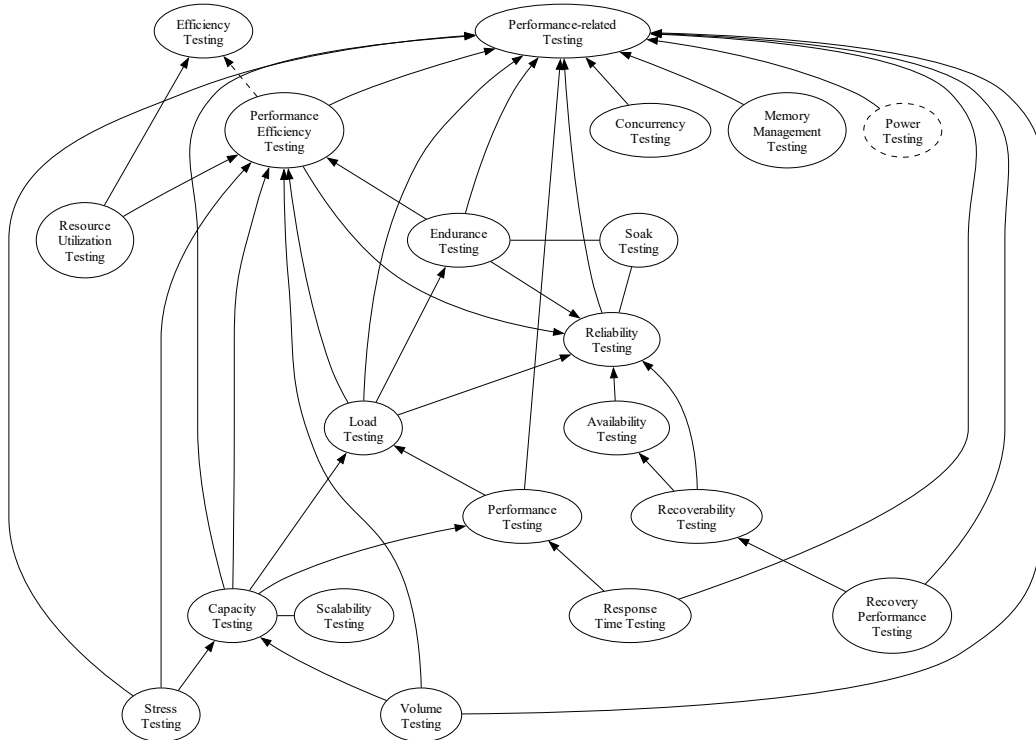 Efficiency
Testing
Performance-related
Testing
Performance
Efficiency
Testing
Concurrency
Testing
Memory
Management
Testing
Power
Testing
Resource
Utilization
Testing
Endurance
Testing
Soak
Testing
Reliability
Testing
Load
Testing
Availability
Testing
Performance
Testing
Recoverability
Testing
Capacity
Testing
Scalability
Testing
Response
Time Testing
Recovery
Performance
Testing
Stress
Testing
Volume
Testing